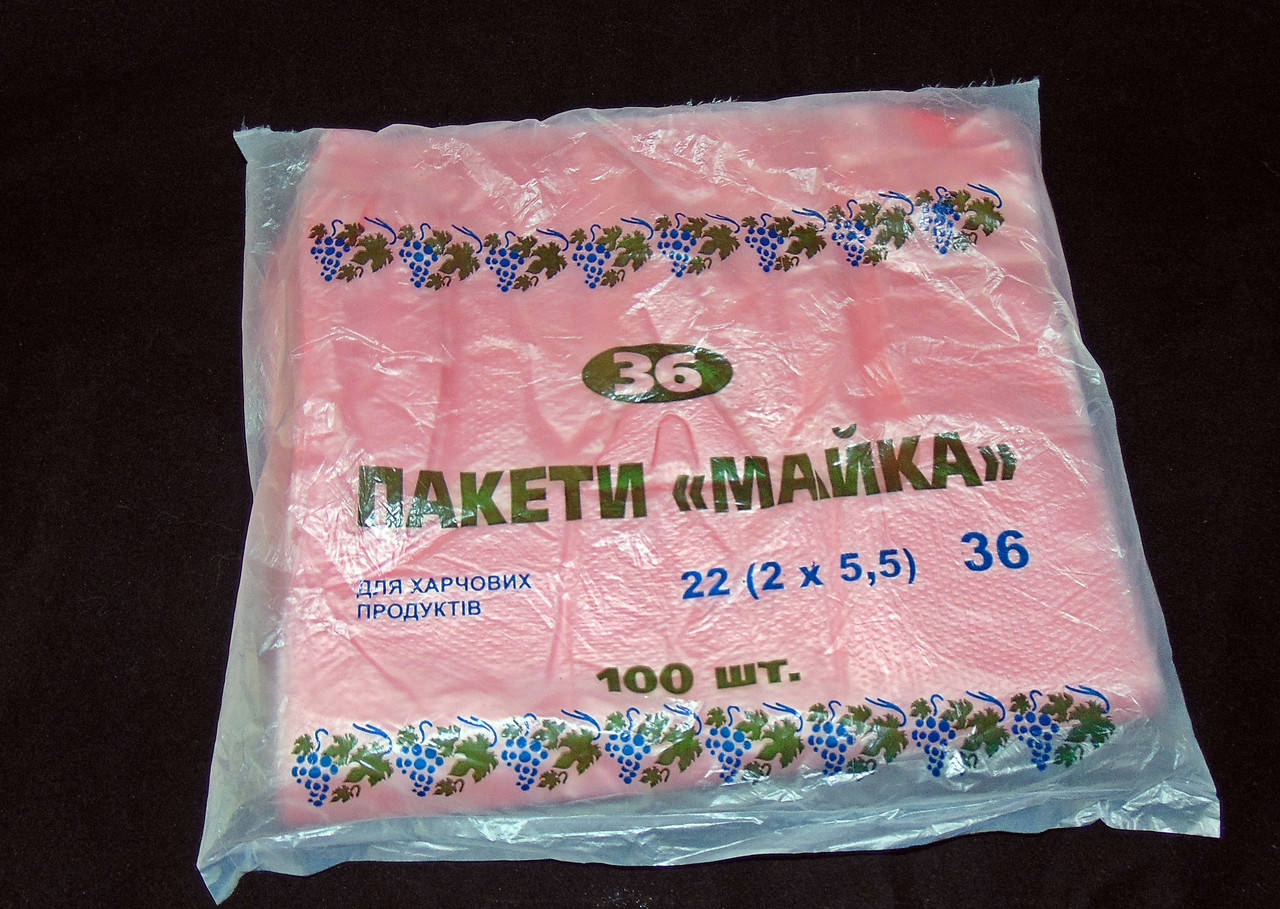 36
ПАКЕТИ «МАЙКА»
ДЛЯ ХАРЧОВИХ
ПРОДУКТІВ
22 (2 x 5,5) 36
100 шт.